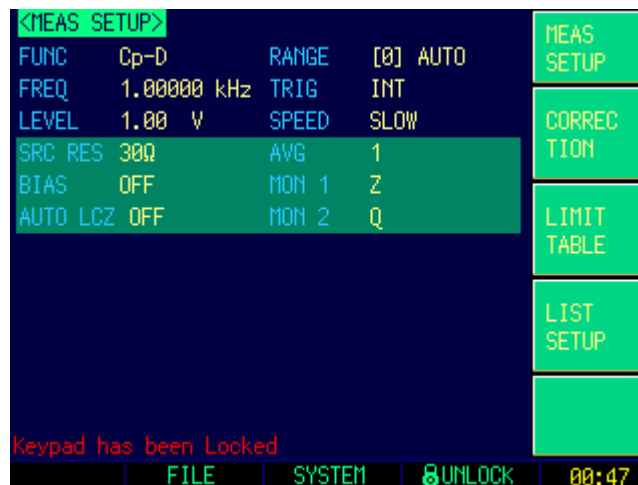 <MEAS SETUP>
FUNC Cp-D RANGE [0] AUTO
FREQ 1.00000 kHz TRIG INT
LEVEL 1.00 V SPEED SLOW
SRC RES 30Ω AVG 1
BIAS OFF MON 1 Z
AUTO LCZ OFF MON 2 Q
Keypad has been Locked
MEAS
SETUP
CORREC
TION
LIMIT
TABLE
LIST
SETUP
FILE SYSTEM UNLOCK 00:47